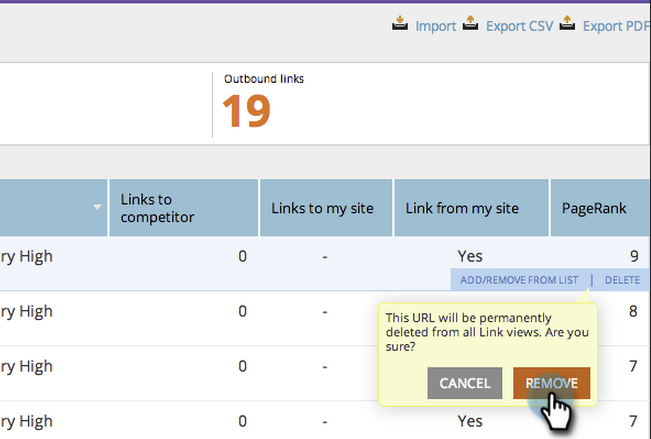 Import Export CSV Export PDF
Outbound links
19
Links to
competitor
Links to my site
Link from my site
PageRank
ry High 0 - Yes 9
ADD/REMOVE FROM LIST | DELETE
ry High 0 - 8
This URL will be permanently
deleted from all Link views. Are you
sure?
ry High 0 - 7
CANCEL REMOVE
ry High 0 - Yes 7